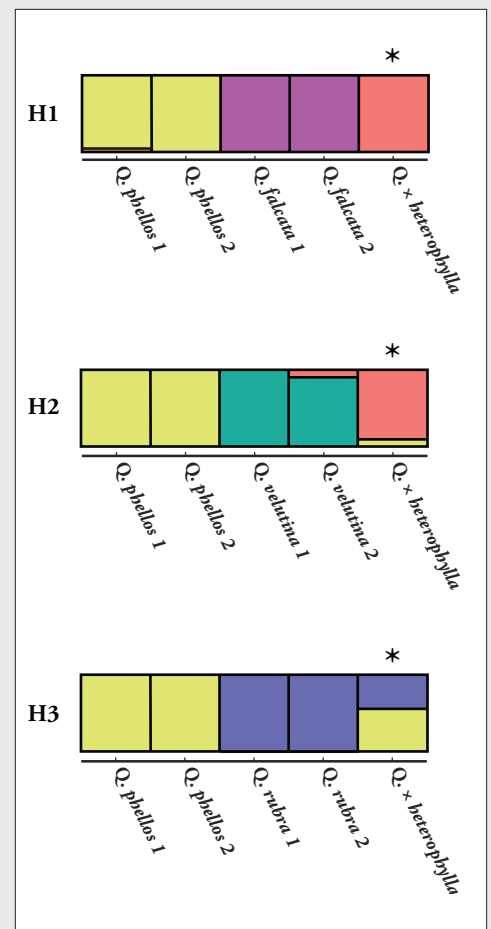 *
H1
Q. phellos 1
Q. phellos 2
Q. falcata 1
Q. falcata 2
Q. × heterophylla
*
H2
Q. phellos 1
Q. phellos 2
Q. velutina 1
Q. velutina 2
Q. × heterophylla
*
H3
Q. phellos 1
Q. phellos 2
Q. rubra 1
Q. rubra 2
Q. × heterophylla